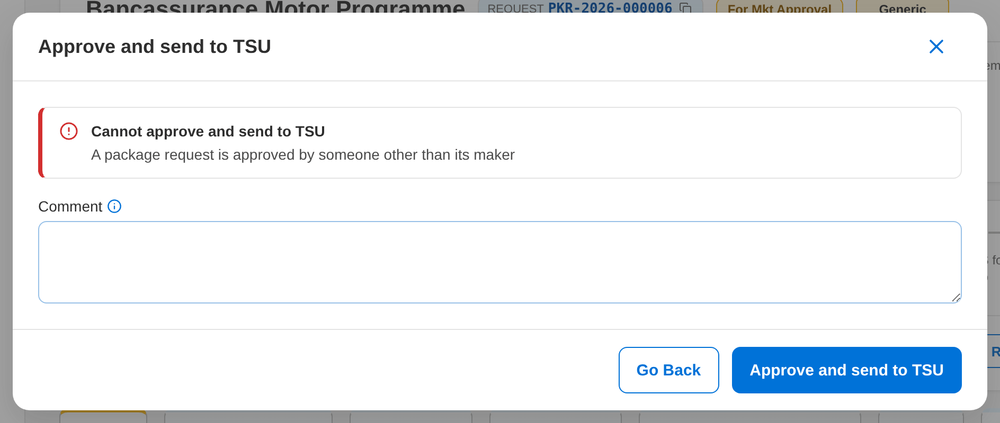 Bancassurance Motor Programme REQUEST PKR-2026-000006 For Mkt Approval Generic
Approve and send to TSU
Cannot approve and send to TSU
A package request is approved by someone other than its maker
Comment
Go Back Approve and send to TSU